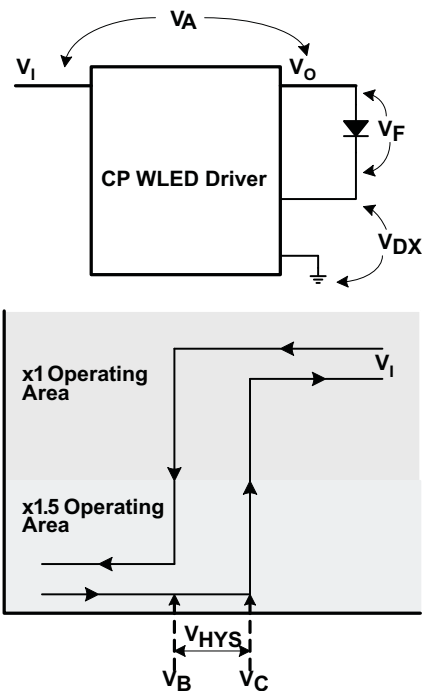 VA
VI
VO
CP WLED Driver
VF
VDX
x1 Operating
Area
VI
x1.5 Operating
Area
VHYS
VB
VC